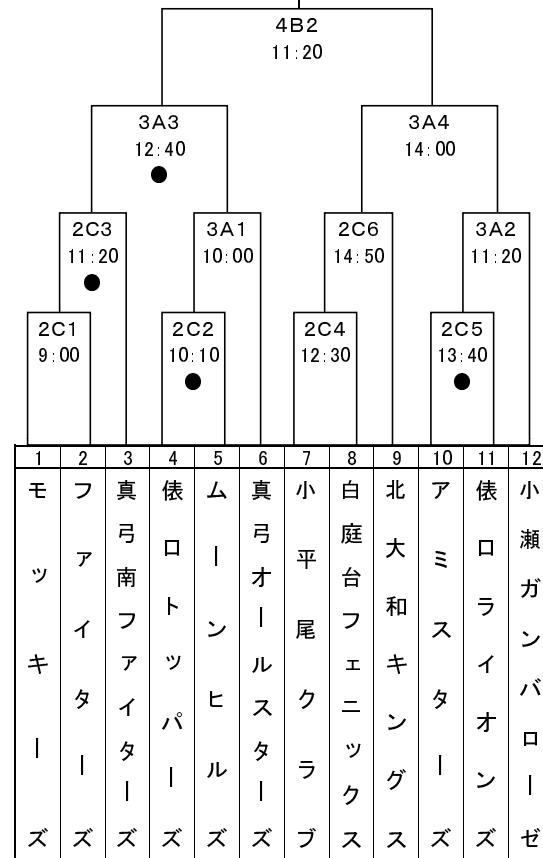 4B2
11:20
3A3
12:40
●
3A4
14:00
2C3
11:20
●
3A1
10:00
2C6
14:50
3A2
11:20
2C1
9:00
2C2
10:10
●
2C4
12:30
2C5
13:40
●
1 2 3 4 5 6 7 8 9 10 11 12
モッキーズ
ファイターズ
真弓南ファイターズ
俵ロトッパーズ
ムーンヒルズ
真弓オールスターズ
小平尾クラブ
白庭台フェニックス
北大和キングス
アミスターズ
俵ロライオンズ
小瀬ガンバローゼ